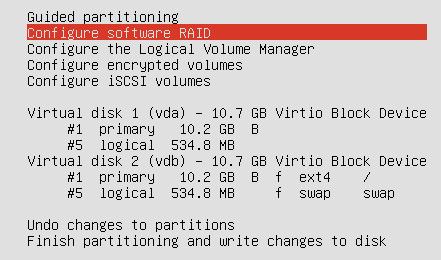 Guided partitioning
Configure software RAID
Configure the Logical Volume Manager
Configure encrypted volumes
Configure iSCSI volumes
Virtual disk 1 (vda) - 10.7 GB Virtio Block Device
#1 primary 10.2 GB B
#5 logical 534.8 MB
Virtual disk 2 (vdb) - 10.7 GB Virtio Block Device
#1 primary 10.2 GB B f ext4 /
#5 logical 534.8 MB f swap swap
Undo changes to partitions
Finish partitioning and write changes to disk